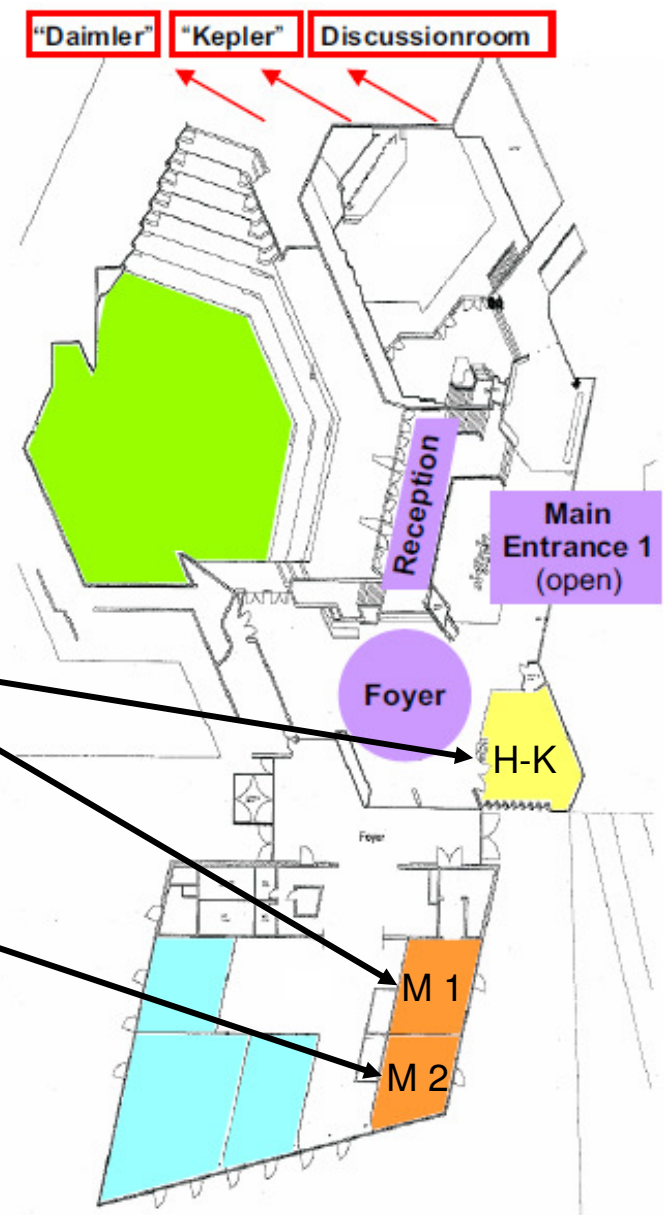 “Daimler”
“Kepler”
Discussionroom
Reception
Main
Entrance 1
(open)
Foyer
H-K
Foyer
M 1
M 2